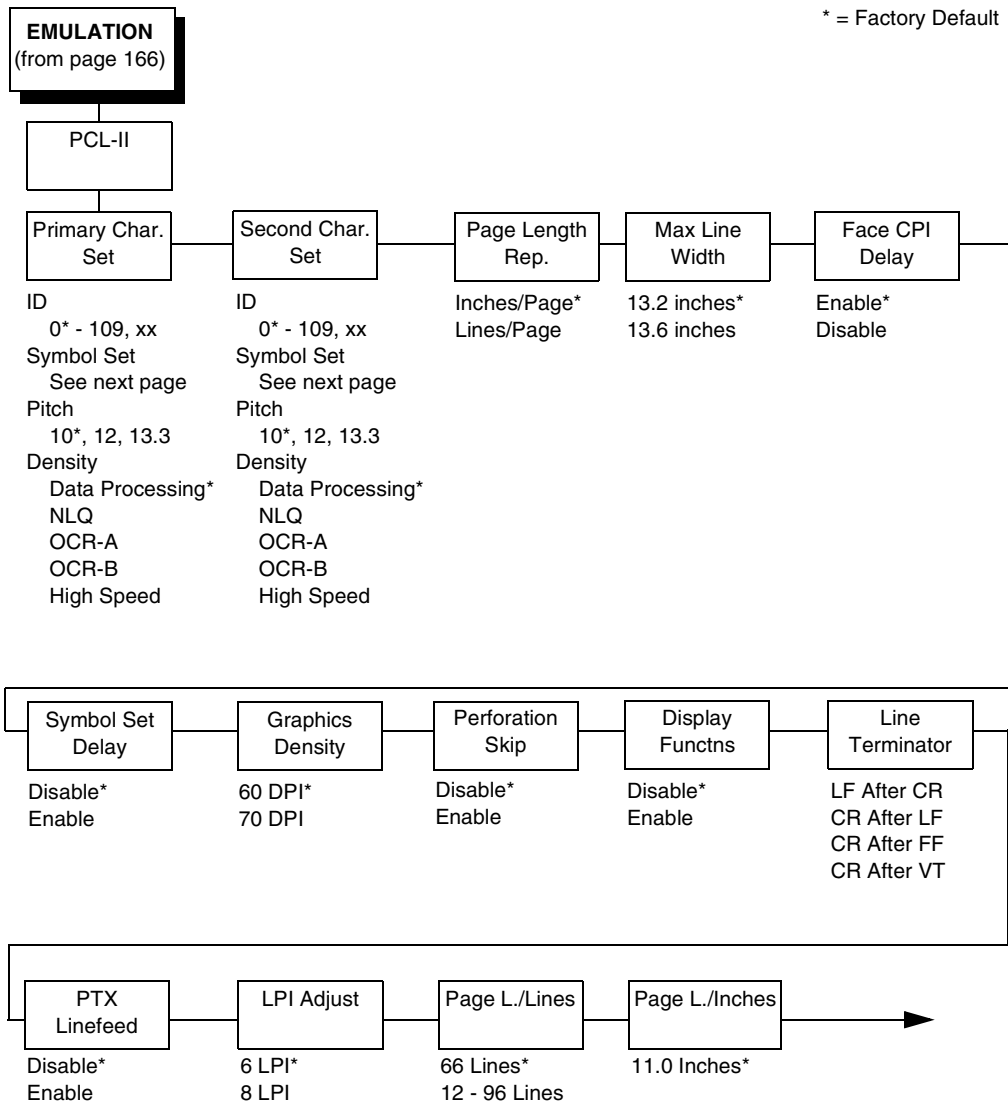 * = Factory Default
EMULATION
(from page 166)
PCL-II
Primary Char.
Set
ID
0* - 109, xx
Symbol Set
See next page
Pitch
10*, 12, 13.3
Density
Data Processing*
NLQ
OCR-A
OCR-B
High Speed
Second Char.
Set
ID
0* - 109, xx
Symbol Set
See next page
Pitch
10*, 12, 13.3
Density
Data Processing*
NLQ
OCR-A
OCR-B
High Speed
Page Length
Rep.
Inches/Page*
Lines/Page
Max Line
Width
13.2 inches*
13.6 inches
Face CPI
Delay
Enable*
Disable
Symbol Set
Delay
Disable*
Enable
Graphics
Density
60 DPI*
70 DPI
Perforation
Skip
Disable*
Enable
Display
Functns
Disable*
Enable
Line
Terminator
LF After CR
CR After LF
CR After FF
CR After VT
PTX
Linefeed
Disable*
Enable
LPI Adjust
6 LPI*
8 LPI
Page L./Lines
66 Lines*
12 - 96 Lines
Page L./Inches
11.0 Inches*